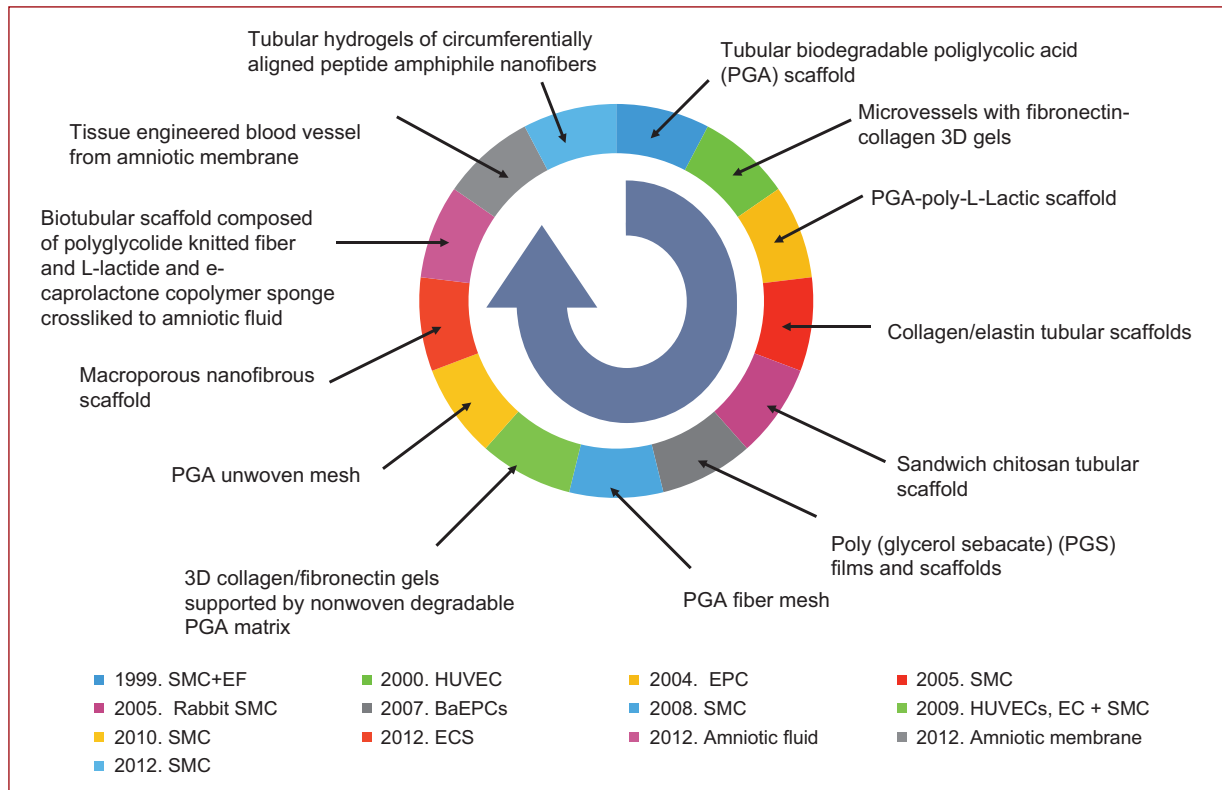 Tubular hydrogels of circumferentially
aligned peptide amphiphile nanofibers
Tubular biodegradable poliglycolic acid
(PGA) scaffold
Microvessels with fibronectin-
collagen 3D gels
Tissue engineered blood vessel
from amniotic membrane
PGA-poly-L-Lactic scaffold
Biotubular scaffold composed
of polyglycolide knitted fiber
and L-lactide and e-
caprolactone copolymer sponge
crossliked to amniotic fluid
Collagen/elastin tubular scaffolds
Macroporous nanofibrous
scaffold
Sandwich chitosan tubular
scaffold
PGA unwoven mesh
Poly (glycerol sebacate) (PGS)
films and scaffolds
3D collagen/fibronectin gels
supported by nonwoven degradable
PGA matrix
PGA fiber mesh
1999. SMC+EF
2000. HUVEC
2004. EPC
2005. SMC
2005. Rabbit SMC
2007. BaEPCs
2008. SMC
2009. HUVECs, EC + SMC
2010. SMC
2012. ECS
2012. Amniotic fluid
2012. Amniotic membrane
2012. SMC